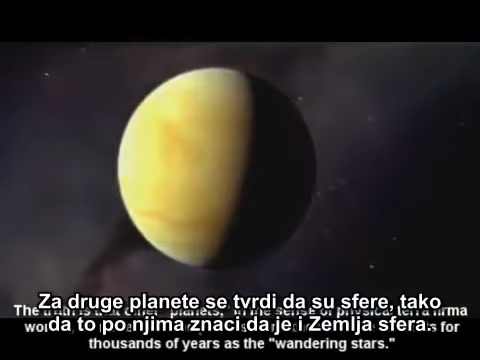 Za druge planete se tvrdi da su sfere, tako
The truth is other "planets," in the sense of physical terra firma
da to po njima znaci da je i Zemlja sfera.
thousands of years as the "wandering stars."